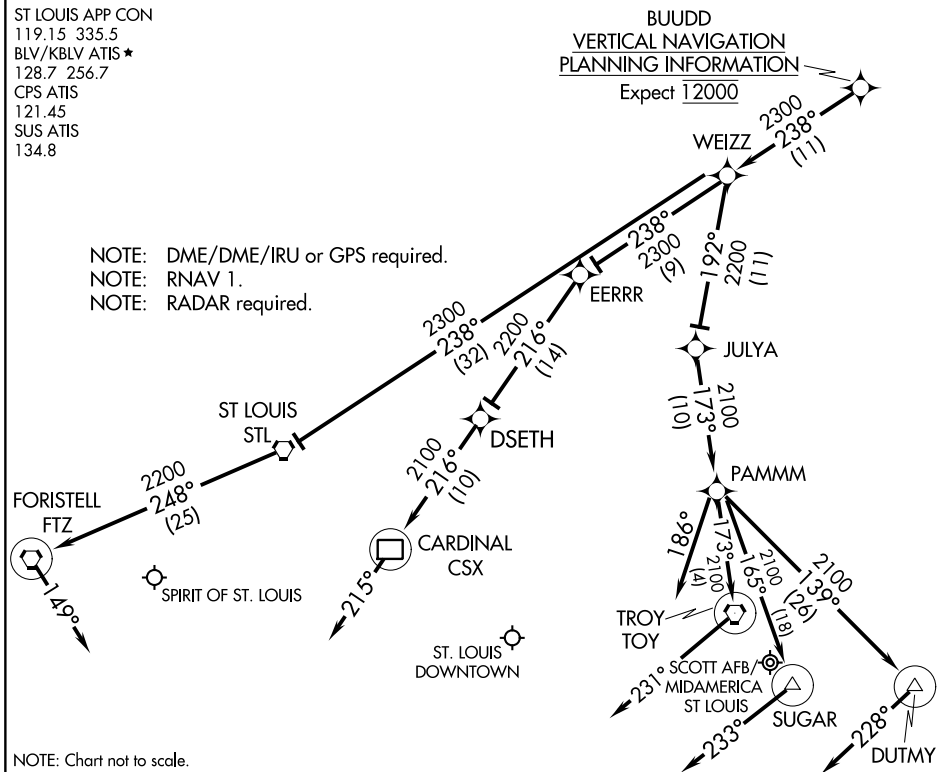 ST LOUIS APP CON
119.15 335.5
BLV/KBLV ATIS ★
128.7 256.7
CPS ATIS
121.45
SUS ATIS
134.8
BUUDD
VERTICAL NAVIGATION
PLANNING INFORMATION
Expect 12000
2300
238°
(11)
WEIZZ
NOTE: DME/DME/IRU or GPS required.
NOTE: RNAV 1.
NOTE: RADAR required.
238°
2300
(9)
192°
2200
(11)
EERRR
2300
238°
(32)
2200
216°
(14)
JULYA
2100
173°
(10)
ST LOUIS
STL
DSETH
2200
248°
(25)
2100
216°
(10)
PAMMM
FORISTELL
FTZ
149°
SPIRIT OF ST. LOUIS
CARDINAL
CSX
215°
186°
(4)
173°
2100
2100
165°
(18)
2100
139°
(26)
TROY
TOY
231°
ST. LOUIS
DOWNTOWN
SCOTT AFB/
MIDAMERICA
ST LOUIS
SUGAR
233°
DUTMY
228°
NOTE: Chart not to scale.